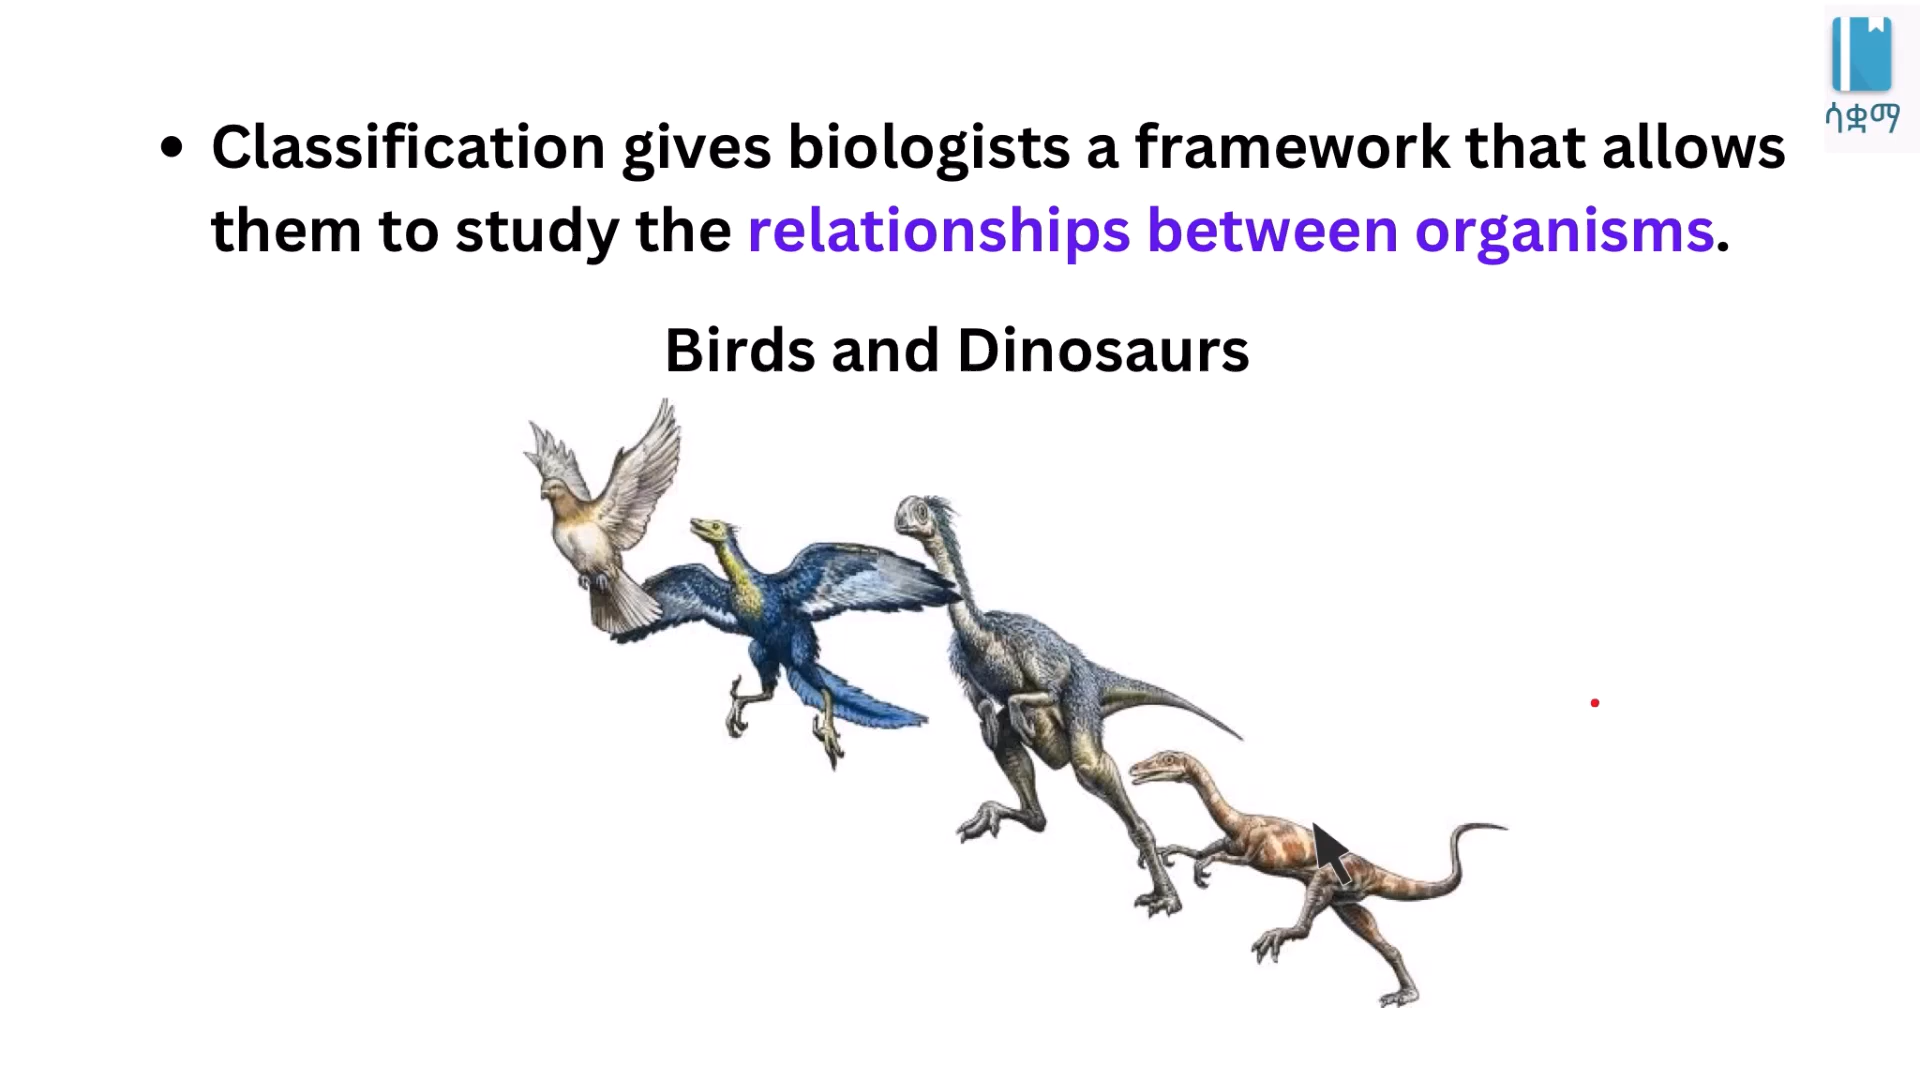 ሳቋማ
• Classification gives biologists a framework that allows
them to study the relationships between organisms.
Birds and Dinosaurs